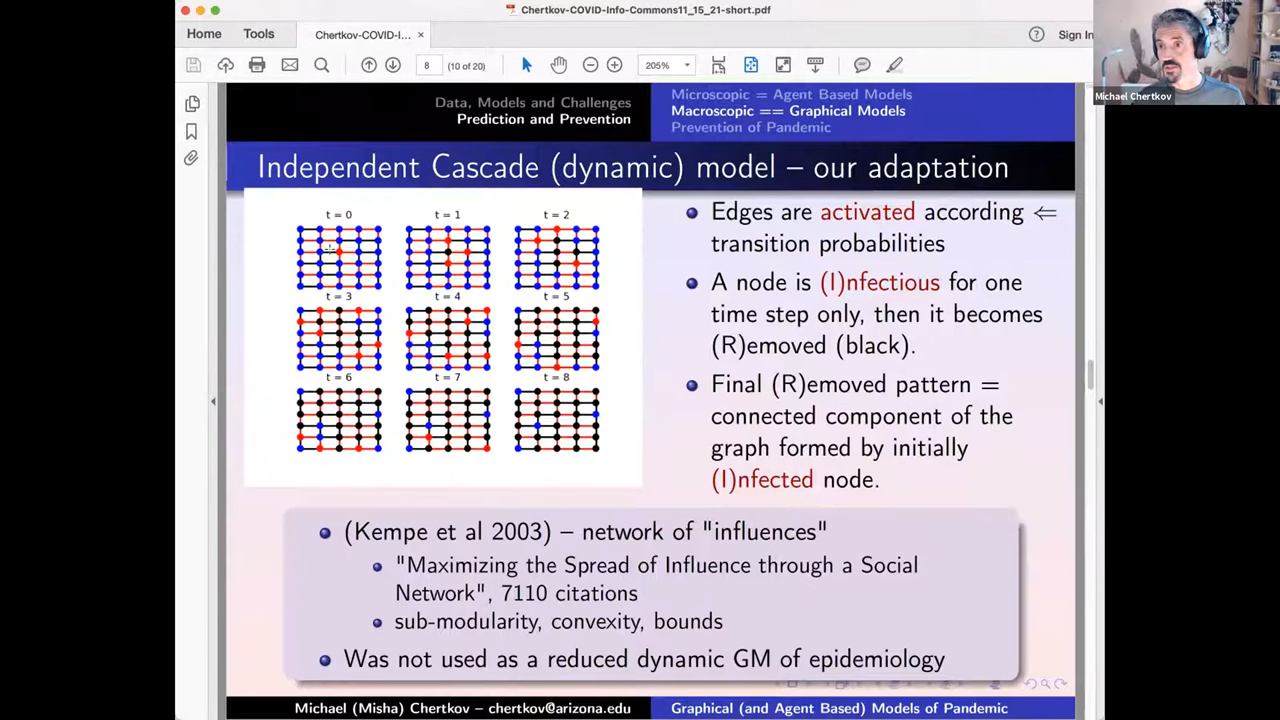 Chertkov-COVID-Info-Commons11_15_21-short.pdf
Home
Tools
Chertkov-COVID-I...
×
Sign In
8
(10 of 20)
205%
Michael Chertkov
Data, Models and Challenges
Prediction and Prevention
Microscopic = Agent Based Models
Macroscopic == Graphical Models
Prevention of Pandemic
Independent Cascade (dynamic) model – our adaptation
t = 0
t = 1
t = 2
t = 3
t = 4
t = 5
t = 6
t = 7
t = 8
Edges are activated according ⇐
transition probabilities
A node is (I)nfectious for one
time step only, then it becomes
(R)emoved (black).
Final (R)emoved pattern =
connected component of the
graph formed by initially
(I)nfected node.
(Kempe et al 2003) – network of "influences"
"Maximizing the Spread of Influence through a Social
Network", 7110 citations
sub-modularity, convexity, bounds
Was not used as a reduced dynamic GM of epidemiology
Michael (Misha) Chertkov – chertkov@arizona.edu
Graphical (and Agent Based) Models of Pandemic